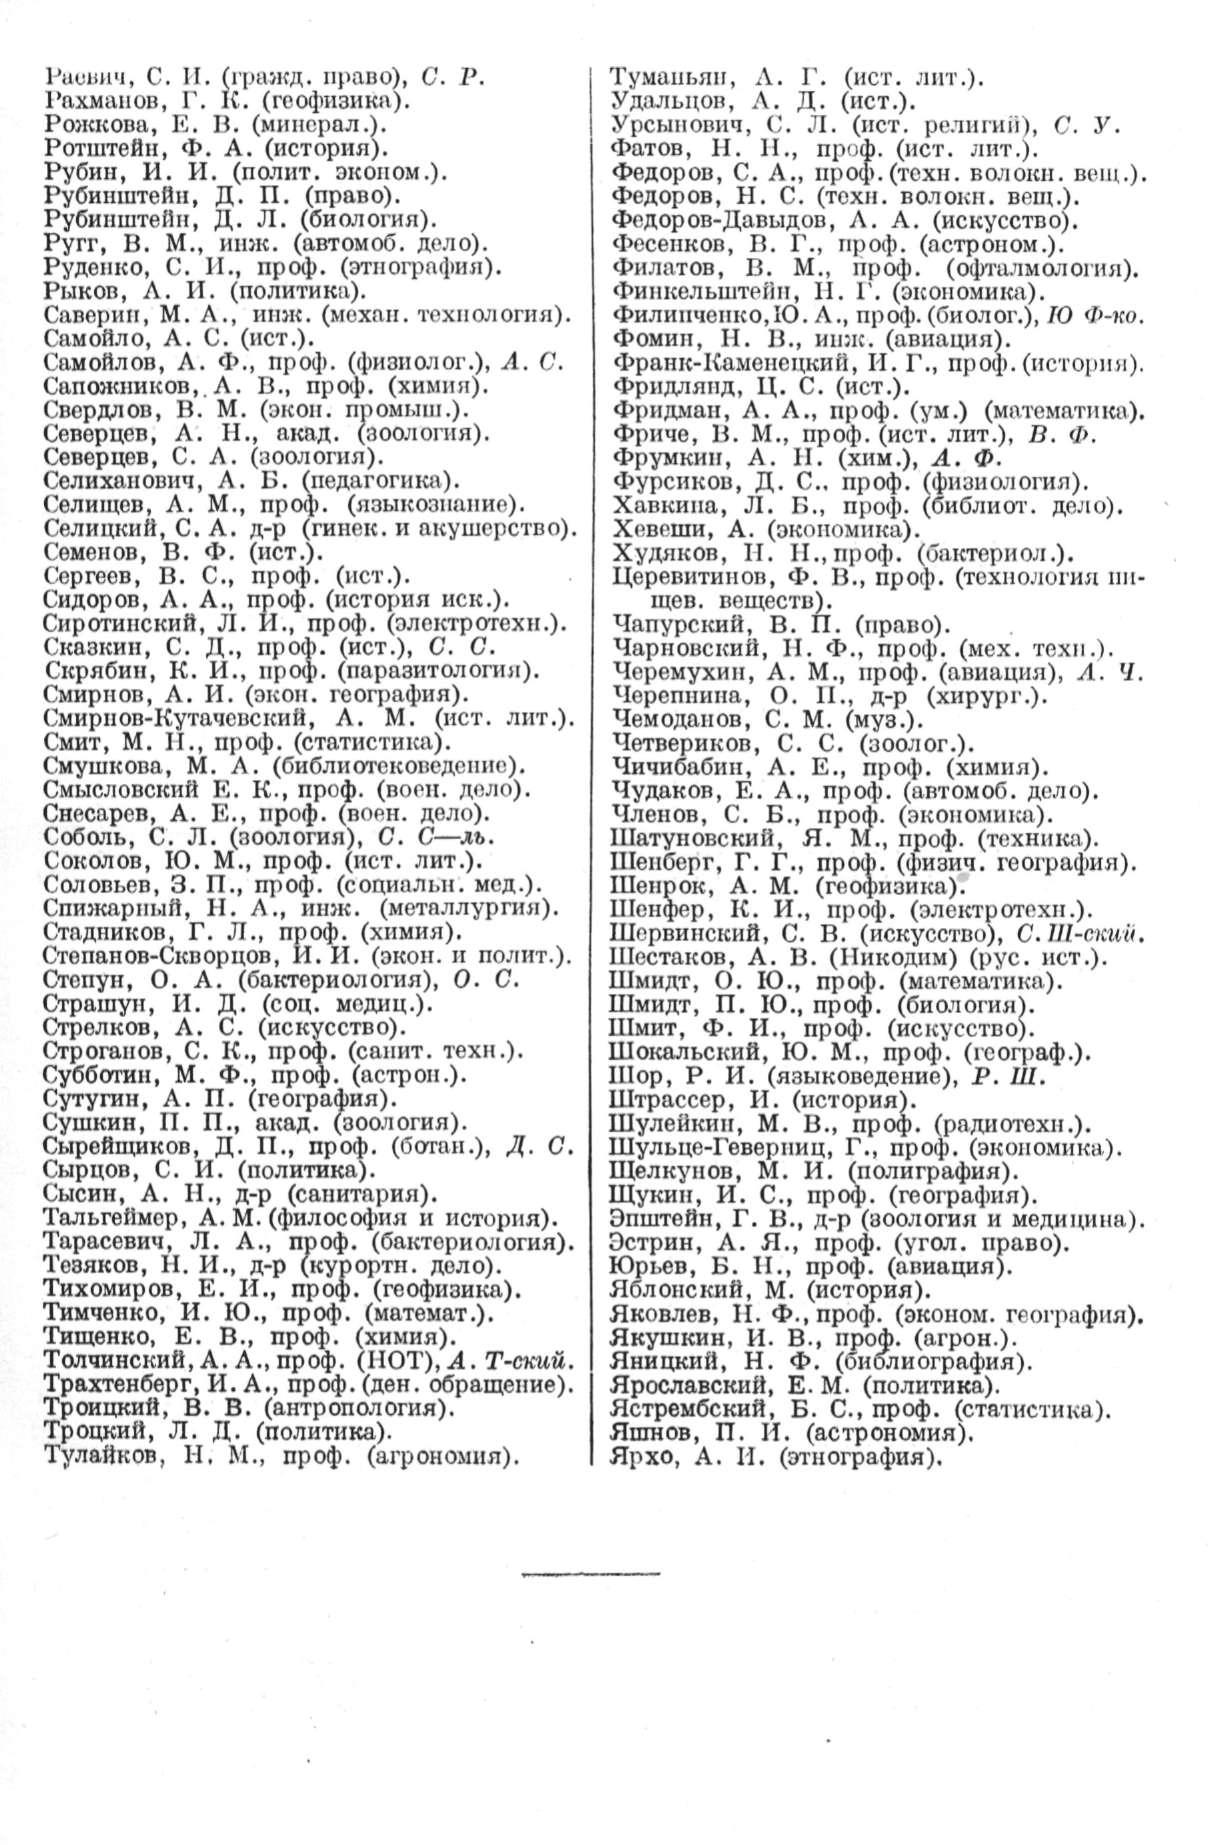 Раевич, С. И. (гражд. право), С. Р.
Рахманов, Г. К. (геофизика).
Рожкова, Е. В. (минерал.).
Ротштейн, Ф. А. (история).
Рубин, И. И. (полит. эконом.).
Рубинштейн, Д. П. (право).
Рубинштейн, Д. Л. (биология).
Ругг, В. М., инж. (автомоб. дело).
Руденко, С. И., проф. (этнография).
Рыков, А. И. (политика).
Саверин, М. А., инж. (механ. технология).
Самойло, А. С. (ист.).
Самойлов, А. Ф., проф. (физиолог.), А. С.
Сапожников, А. В., проф. (химия).
Свердлов, В. М. (экон. промыш.).
Северцев, А. Н., акад. (зоология).
Северцев, С. А. (зоология).
Селиханович, А. Б. (педагогика).
Селищев, А. М., проф. (языкознание).
Селицкий, С. А. д-р (гинек. и акушерство).
Семенов, В. Ф. (ист.).
Сергеев, В. С., проф. (ист.).
Сидоров, А. А., проф. (история иск.).
Сиротинский, Л. И., проф. (электротехн.).
Сказкин, С. Д., проф. (ист.), С. С.
Скрябин, К. И., проф. (паразитология).
Смирнов, А. И. (экон. география).
Смирнов-Кутачевский, А. М. (ист. лит.).
Смит, М. Н., проф. (статистика).
Смушкова, М. А. (библиотековедение).
Смысловский Е. К., проф. (воен. дело).
Снесарев, А. Е., проф. (воен. дело).
Соболь, С. Л. (зоология), С. С—ль.
Соколов, Ю. М., проф. (ист. лит.).
Соловьев, З. П., проф. (социальн. мед.).
Спижарный, Н. А., инж. (металлургия).
Стадников, Г. Л., проф. (химия).
Степанов-Скворцов, И. И. (экон. и полит.).
Степун, О. А. (бактериология), О. С.
Страшун, И. Д. (соц. медиц.).
Стрелков, А. С. (искусство).
Строганов, С. К., проф. (санит. техн.).
Субботин, М. Ф., проф. (астрон.).
Сутугин, А. П. (география).
Сушкин, П. П., акад. (зоология).
Сырейщиков, Д. П., проф. (ботан.), Д. С.
Сырцов, С. И. (политика).
Сысин, А. Н., д-р (санитария).
Тальгеймер, А. М. (философия и история).
Тарасевич, Л. А., проф. (бактериология).
Тезяков, Н. И., д-р (курортн. дело).
Тихомиров, Е. И., проф. (геофизика).
Тимченко, И. Ю., проф. (математ.).
Тищенко, Е. В., проф. (химия).
Толчинский, А. А., проф. (НОТ), А. Т-ский.
Трахтенберг, И. А., проф. (ден. обращение).
Троицкий, В. В. (антропология).
Троцкий, Л. Д. (политика).
Тулайков, Н. М., проф. (агрономия).
Туманьян, А. Г. (ист. лит.).
Удальцов, А. Д. (ист.).
Урсынович, С. Л. (ист. религий), С. У.
Фатов, Н. Н., проф. (ист. лит.).
Федоров, С. А., проф. (техн. волокн. вещ.).
Федоров, Н. С. (техн. волокн. вещ.).
Федоров-Давыдов, А. А. (искусство).
Фесенков, В. Г., проф. (астроном.).
Филатов, В. М., проф. (офталмология).
Финкельштейн, Н. Г. (экономика).
Филипченко, Ю. А., проф. (биолог.), Ю Ф-ко.
Фомин, Н. В., инж. (авиация).
Франк-Каменецкий, И. Г., проф. (история).
Фридлянд, Ц. С. (ист.).
Фридман, А. А., проф. (ум.) (математика).
Фриче, В. М., проф. (ист. лит.), В. Ф.
Фрумкин, А. Н. (хим.), А. Ф.
Фурсиков, Д. С., проф. (физиология).
Хавкина, Л. Б., проф. (библиот. дело).
Хевеши, А. (экономика).
Худяков, Н. Н., проф. (бактериол.).
Церевитинов, Ф. В., проф. (технология пи-
щев. веществ).
Чапурский, В. П. (право).
Чарновский, Н. Ф., проф. (мех. техн.).
Черемухин, А. М., проф. (авиация), А. Ч.
Черепнина, О. П., д-р (хирург.).
Чемоданов, С. М. (муз.).
Четвериков, С. С. (зоолог.).
Чичибабин, А. Е., проф. (химия).
Чудаков, Е. А., проф. (автомоб. дело).
Членов, С. Б., проф. (экономика).
Шатуновский, Я. М., проф. (техника).
Шенберг, Г. Г., проф. (физич. география).
Шенрок, А. М. (геофизика).
Шенфер, К. И., проф. (электротехн.).
Шервинский, С. В. (искусство), С. Ш-ский.
Шестаков, А. В. (Никодим) (рус. ист.).
Шмидт, О. Ю., проф. (математика).
Шмидт, П. Ю., проф. (биология).
Шмит, Ф. И., проф. (искусство).
Шокальский, Ю. М., проф. (географ.).
Шор, Р. И. (языковедение), Р. Ш.
Штрассер, И. (история).
Шулейкин, М. В., проф. (радиотехн.).
Шульце-Геверниц, Г., проф. (экономика).
Щелкунов, М. И. (полиграфия).
Щукин, И. С., проф. (география).
Эпштейн, Г. В., д-р (зоология и медицина).
Эстрин, А. Я., проф. (угол. право).
Юрьев, Б. Н., проф. (авиация).
Яблонский, М. (история).
Яковлев, Н. Ф., проф. (эконом. география).
Якушкин, И. В., проф. (агрон.).
Яницкий, Н. Ф. (библиография).
Ярославский, Е. М. (политика).
Ястрембский, Б. С., проф. (статистика).
Яшнов, П. И. (астрономия).
Ярхо, А. И. (этнография).